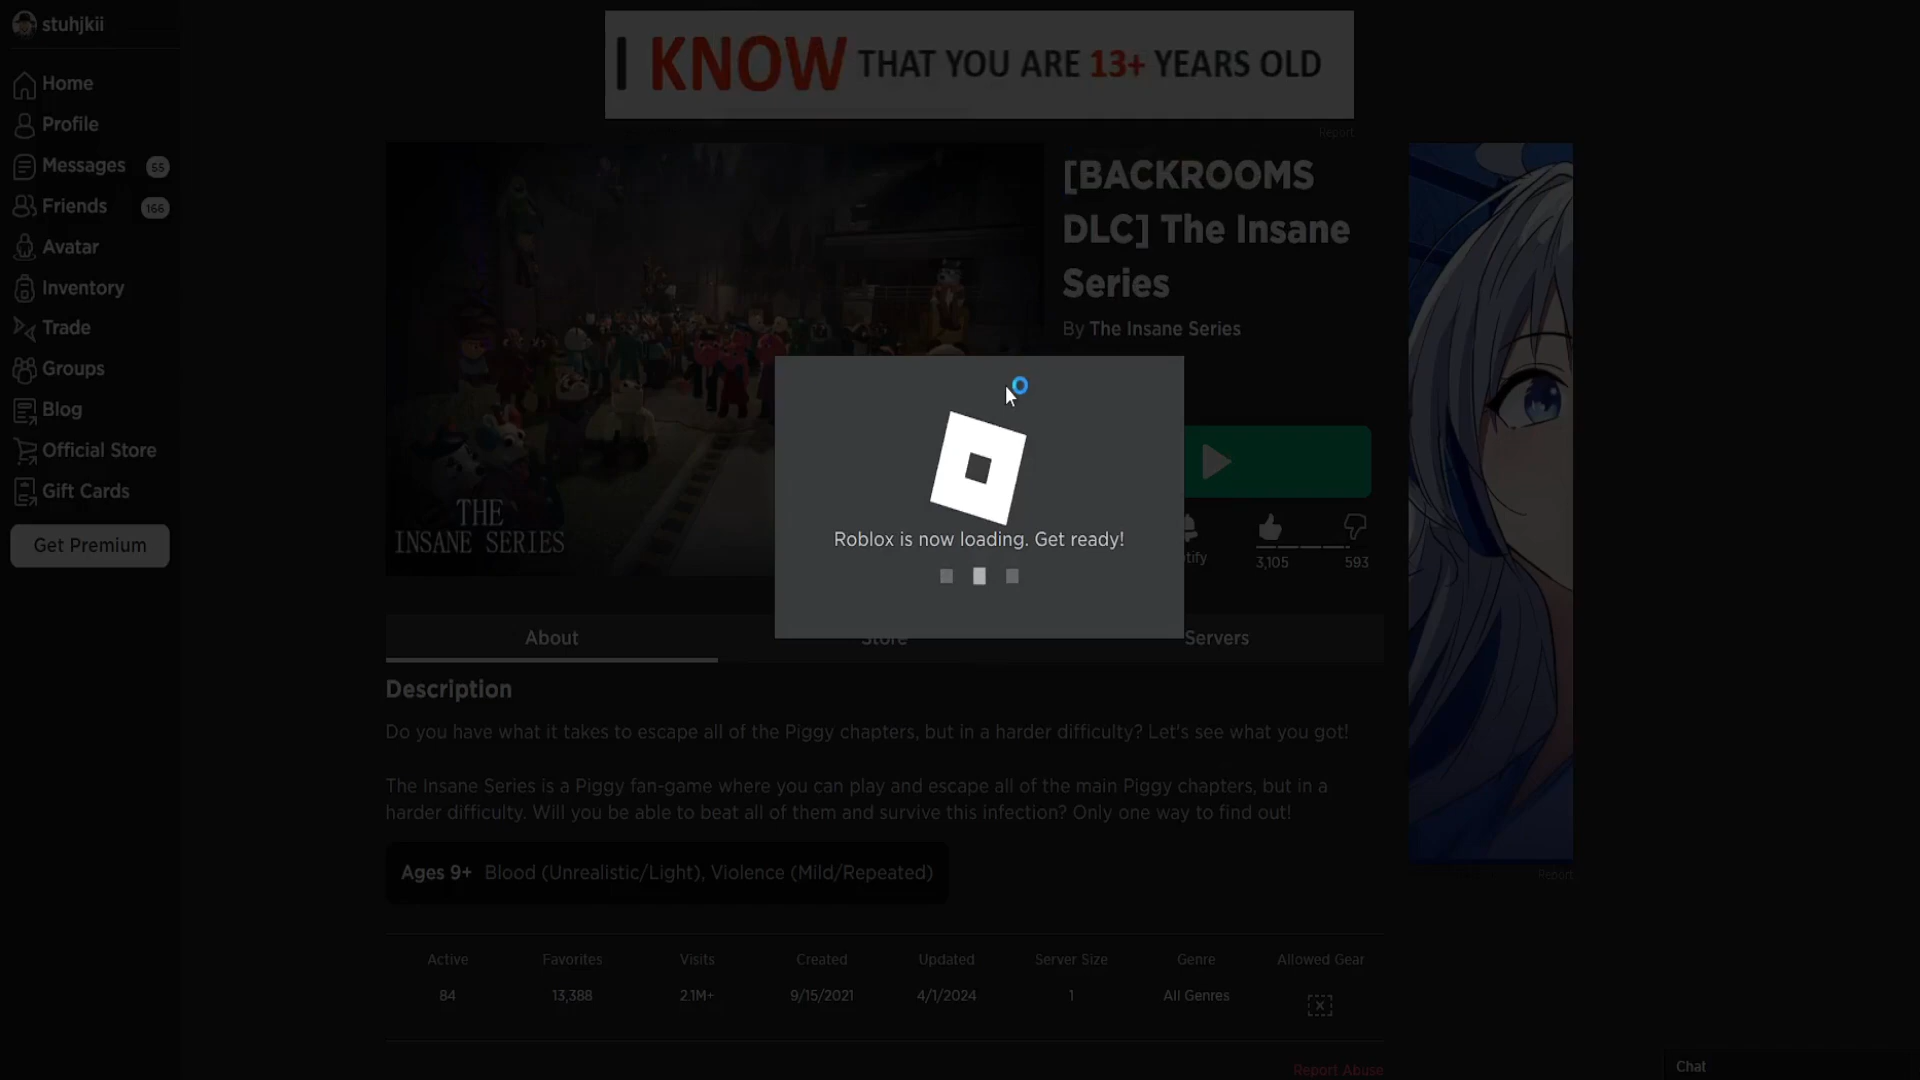 stuhjkii
Home
Profile
Messages 55
Friends 166
Avatar
Inventory
Trade
Groups
Blog
Official Store
Gift Cards
Get Premium
I KNOW THAT YOU ARE 13+ YEARS OLD
Report
[BACKROOMS
DLC] The Insane
Series
By The Insane Series
THE
INSANE SERIES
Roblox is now loading. Get ready!
tify
3,105
593
About
Store
Servers
Description
Do you have what it takes to escape all of the Piggy chapters, but in a harder difficulty? Let's see what you got!
The Insane Series is a Piggy fan-game where you can play and escape all of the main Piggy chapters, but in a
harder difficulty. Will you be able to beat all of them and survive this infection? Only one way to find out!
Ages 9+ Blood (Unrealistic/Light), Violence (Mild/Repeated)
Report
Active Favorites Visits Created Updated Server Size Genre Allowed Gear
84 13,388 2.1M+ 9/15/2021 4/1/2024 1 All Genres
Report Abuse
Chat